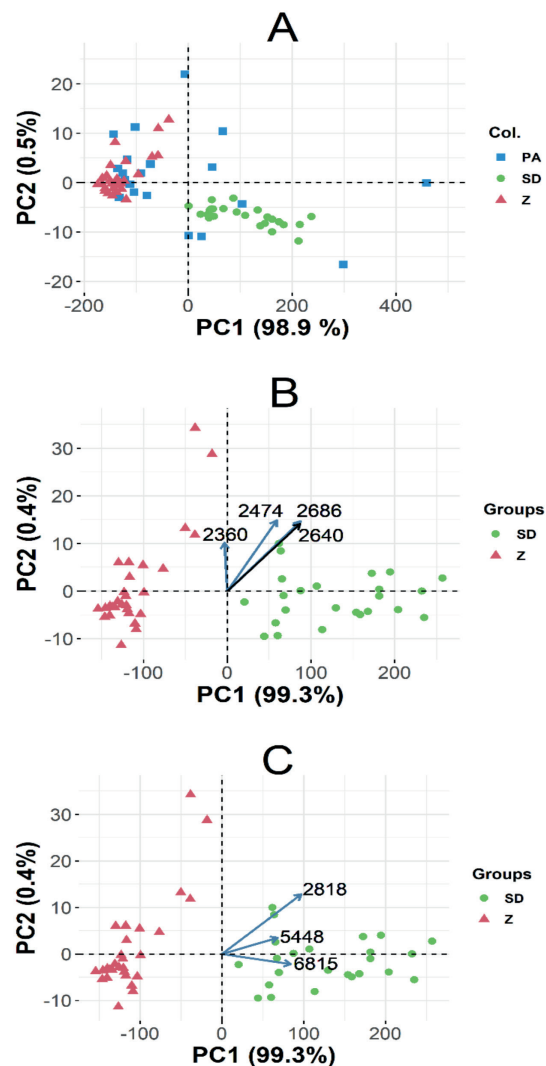 A
PC2 (0.5%)
20
10
0
-10
-20
-200
0
200
400
PC1 (98.9 %)
Col.
PA
SD
Z
B
PC2 (0.4%)
30
20
10
0
-10
2474
2686
2360
2640
-100
0
100
200
PC1 (99.3%)
Groups
SD
Z
C
PC2 (0.4%)
30
20
10
0
-10
2818
5448
6815
-100
0
100
200
PC1 (99.3%)
Groups
SD
Z